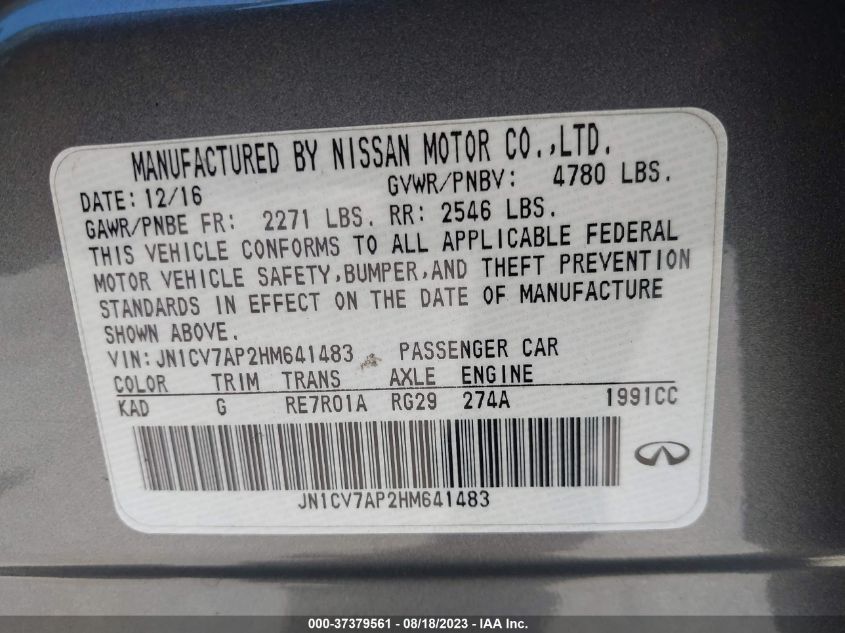 MANUFACTURED BY NISSAN MOTOR CO.,LTD.
DATE: 12/16 GVWR/PNBV: 4780 LBS.
GAWR/PNBE FR: 2271 LBS. RR: 2546 LBS.
THIS VEHICLE CONFORMS TO ALL APPLICABLE FEDERAL
MOTOR VEHICLE SAFETY,BUMPER,AND THEFT PREVENTION
STANDARDS IN EFFECT ON THE DATE OF MANUFACTURE
SHOWN ABOVE.
VIN:JN1CV7AP2HM641483 PASSENGER CAR
COLOR TRIM TRANS AXLE ENGINE
KAD G RE7R01A RG29 274A 1991CC
JN1CV7AP2HM641483
000-37379561 - 08/18/2023 - IAA Inc.